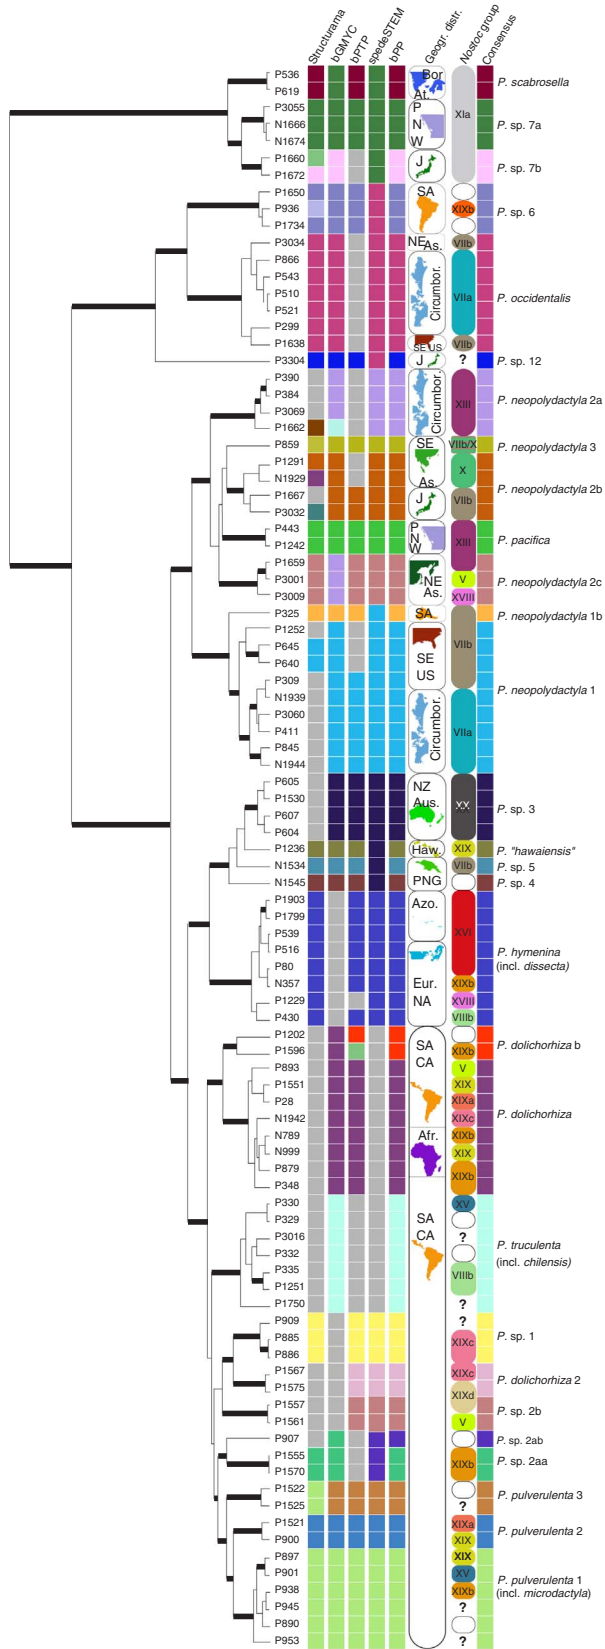 Structurama bGMYC bPTP spedeSTEM bPP Geogr. distr. Nostoc group Consensus
P536 Bor
P. scabrosella
P619 At.
P3055 P
XIa
N1666 N P. sp. 7a
N1674 W
P1660 J
P. sp. 7b
P1672
P1650 SA
P936 XIXb P. sp. 6
P1734
P3034 NE As. VIIb
P866
P543
P510 Circumbor. VIIa P. occidentalis
P521
P299
P1638 SE US VIIb
P3304 J ? P. sp. 12
P390
P384 Circumbor. XIII P. neopolydactyla 2a
P3069
P1662
P859 SE VIIb/X P. neopolydactyla 3
P1291
N1929 As. X
P. neopolydactyla 2b
P1667 J VIIb
P3032
P443 P
N XIII P. pacifica
P1242 W
P1659
P3001 NE V P. neopolydactyla 2c
P3009 As. XVIII
P325 SA P. neopolydactyla 1b
P1252
P645 VIIb
P640 SE
P309 US
P. neopolydactyla 1
N1939
P3060 Circumbor.
P411 VIIa
P845
N1944
P605 NZ
P1530 Aus. XX P. sp. 3
P607
P604
P1236 Haw. XIX P. "hawaiensis"
N1534 VIIb P. sp. 5
N1545 PNG P. sp. 4
P1903 Azo.
P1799
P539 XVI
P516 P. hymenina
P80 (incl. dissecta)
N357 Eur. XIXb
P1229 NA XVIII
P430 VIIIb
P1202 SA
P. dolichorhiza b
P1596 CA XIXb
P893 V
P1551 XIX
P28 XIXa P. dolichorhiza
N1942 XIXc
N789 Afr. XIXb
N999 XIX
P879 XIXb
P348
P330 XV
P329 SA
P3016 CA ? P. truculenta
P332 (incl. chilensis)
P335 VIIIb
P1251
P1750 ?
P909 ?
P885 XIXc P. sp. 1
P886
P1567 XIXc
P. dolichorhiza 2
P1575 XIXd
P1557
P. sp. 2b
P1561 V
P907 P. sp. 2ab
P1555 XIXb P. sp. 2aa
P1570
P1522
P. pulverulenta 3
P1525 ?
P1521 XIXa
P. pulverulenta 2
P900 XIX
P897 XIX
P901 XV P. pulverulenta 1
P938 XIXb (incl. microdactyla)
P945 ?
P890
P953 ?